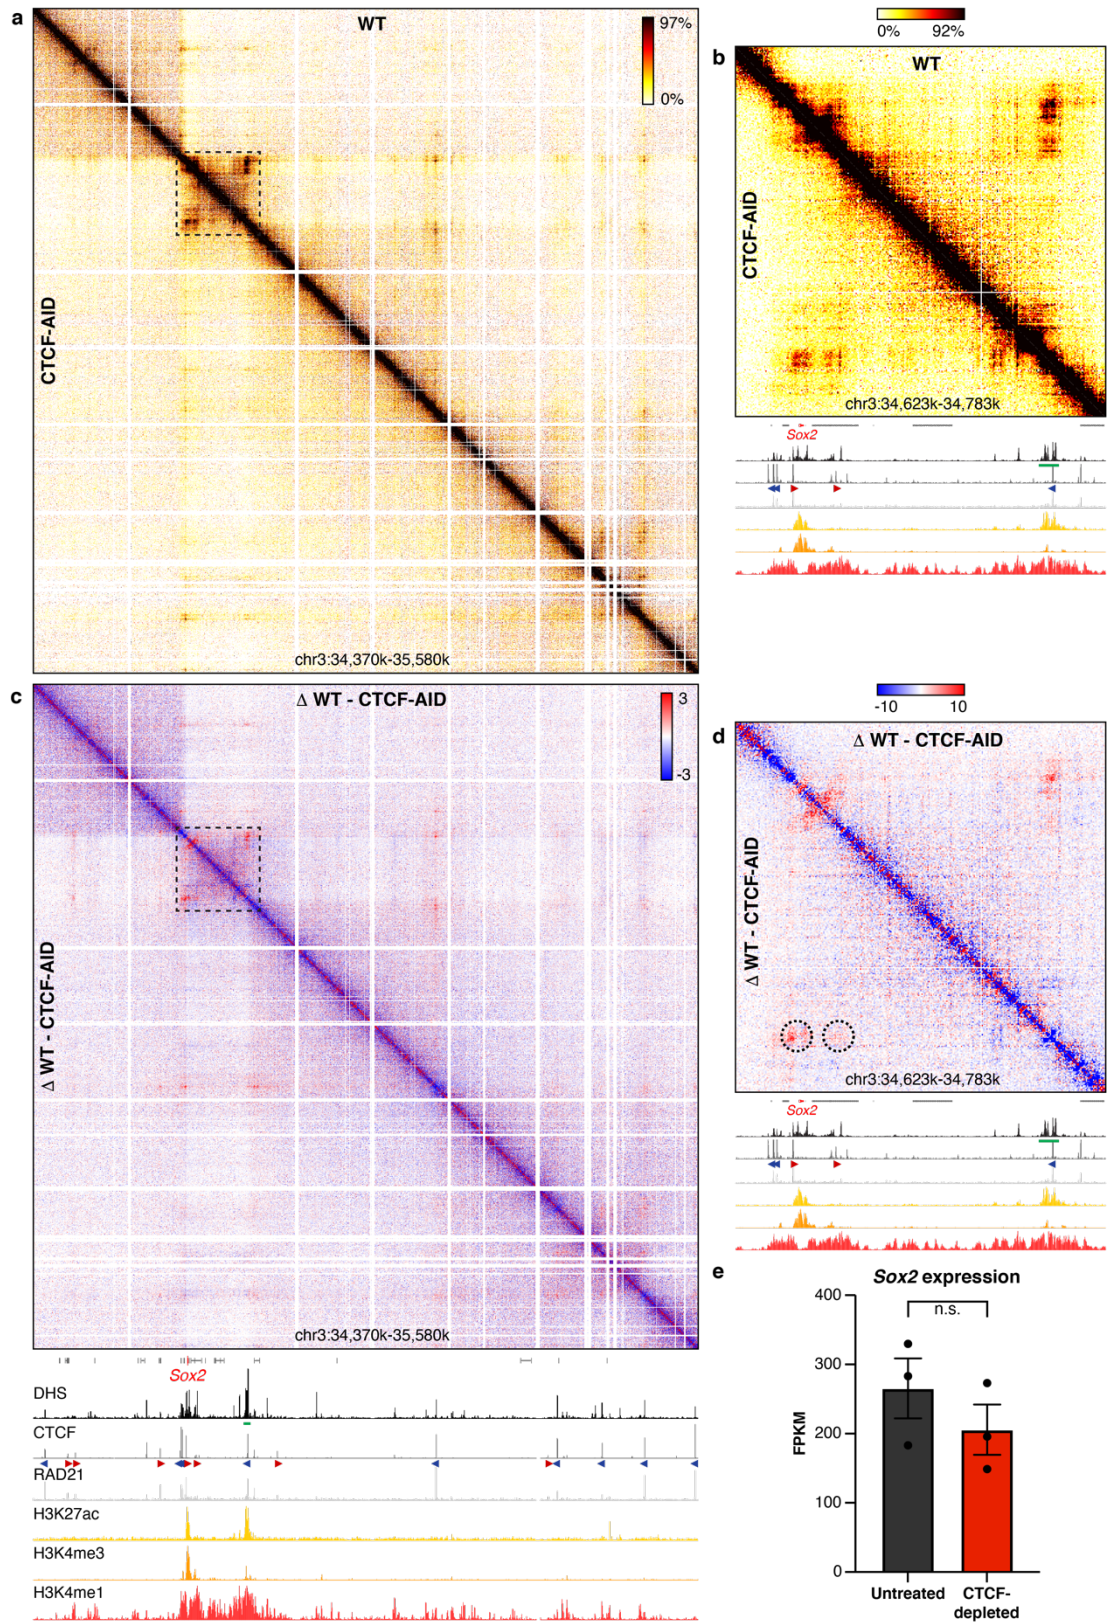 a
WT
97%
0%
CTCF-AID
chr3:34,370k-35,580k
0% 92%
b
WT
CTCF-AID
chr3:34,623k-34,783k
Sox2
c
Δ WT - CTCF-AID
3
-3
Δ WT - CTCF-AID
chr3:34,370k-35,580k
Sox2
DHS
CTCF
RAD21
H3K27ac
H3K4me3
H3K4me1
-10 10
d
Δ WT - CTCF-AID
Δ WT - CTCF-AID
chr3:34,623k-34,783k
Sox2
e
Sox2 expression
n.s.
400
300
200
100
0
FPKM
Untreated
CTCF-
depleted